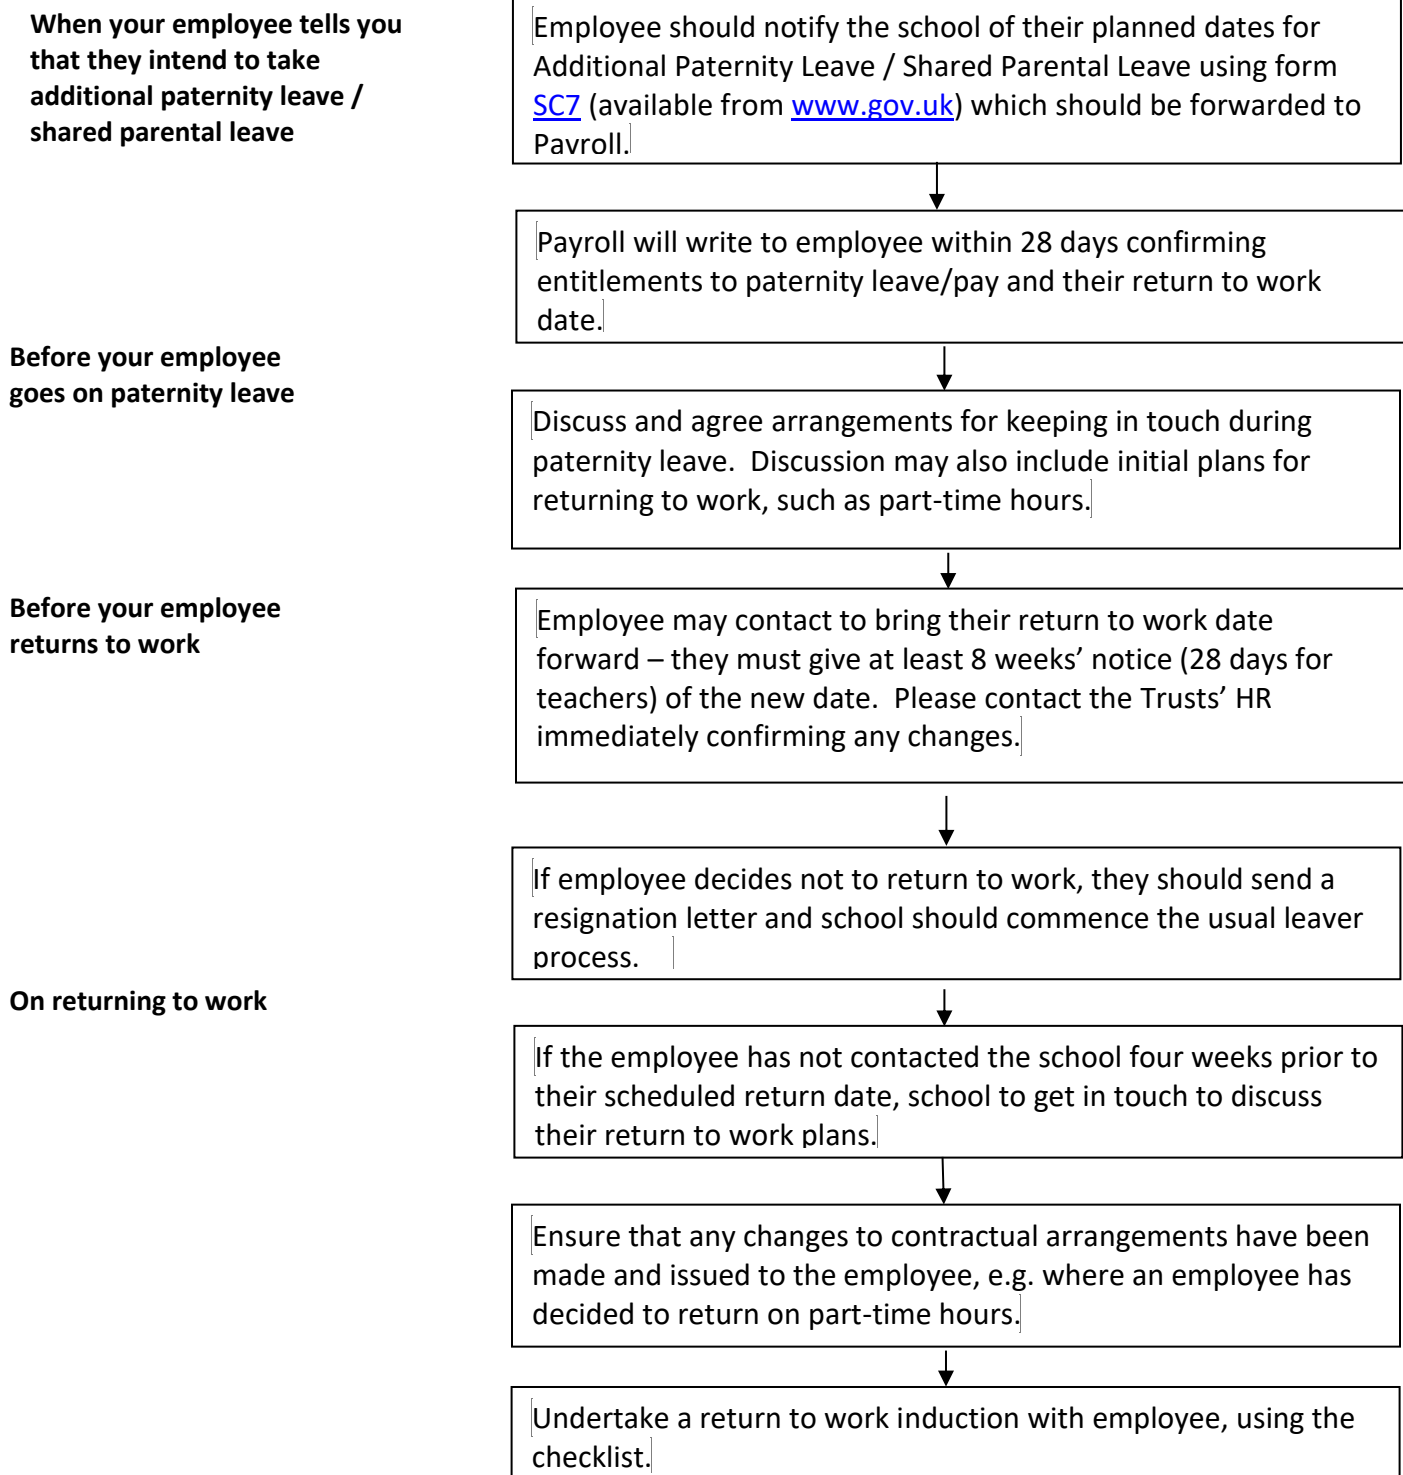 When your employee tells you
that they intend to take
additional paternity leave /
shared parental leave
Employee should notify the school of their planned dates for
Additional Paternity Leave / Shared Parental Leave using form
SC7 (available from www.gov.uk) which should be forwarded to
Payroll.
Payroll will write to employee within 28 days confirming
entitlements to paternity leave/pay and their return to work
date.
Before your employee
goes on paternity leave
Discuss and agree arrangements for keeping in touch during
paternity leave.  Discussion may also include initial plans for
returning to work, such as part-time hours.
Before your employee
returns to work
Employee may contact to bring their return to work date
forward – they must give at least 8 weeks’ notice (28 days for
teachers) of the new date.  Please contact the Trusts’ HR
immediately confirming any changes.
If employee decides not to return to work, they should send a
resignation letter and school should commence the usual leaver
process.
On returning to work
If the employee has not contacted the school four weeks prior to
their scheduled return date, school to get in touch to discuss
their return to work plans.
Ensure that any changes to contractual arrangements have been
made and issued to the employee, e.g. where an employee has
decided to return on part-time hours.
Undertake a return to work induction with employee, using the
checklist.